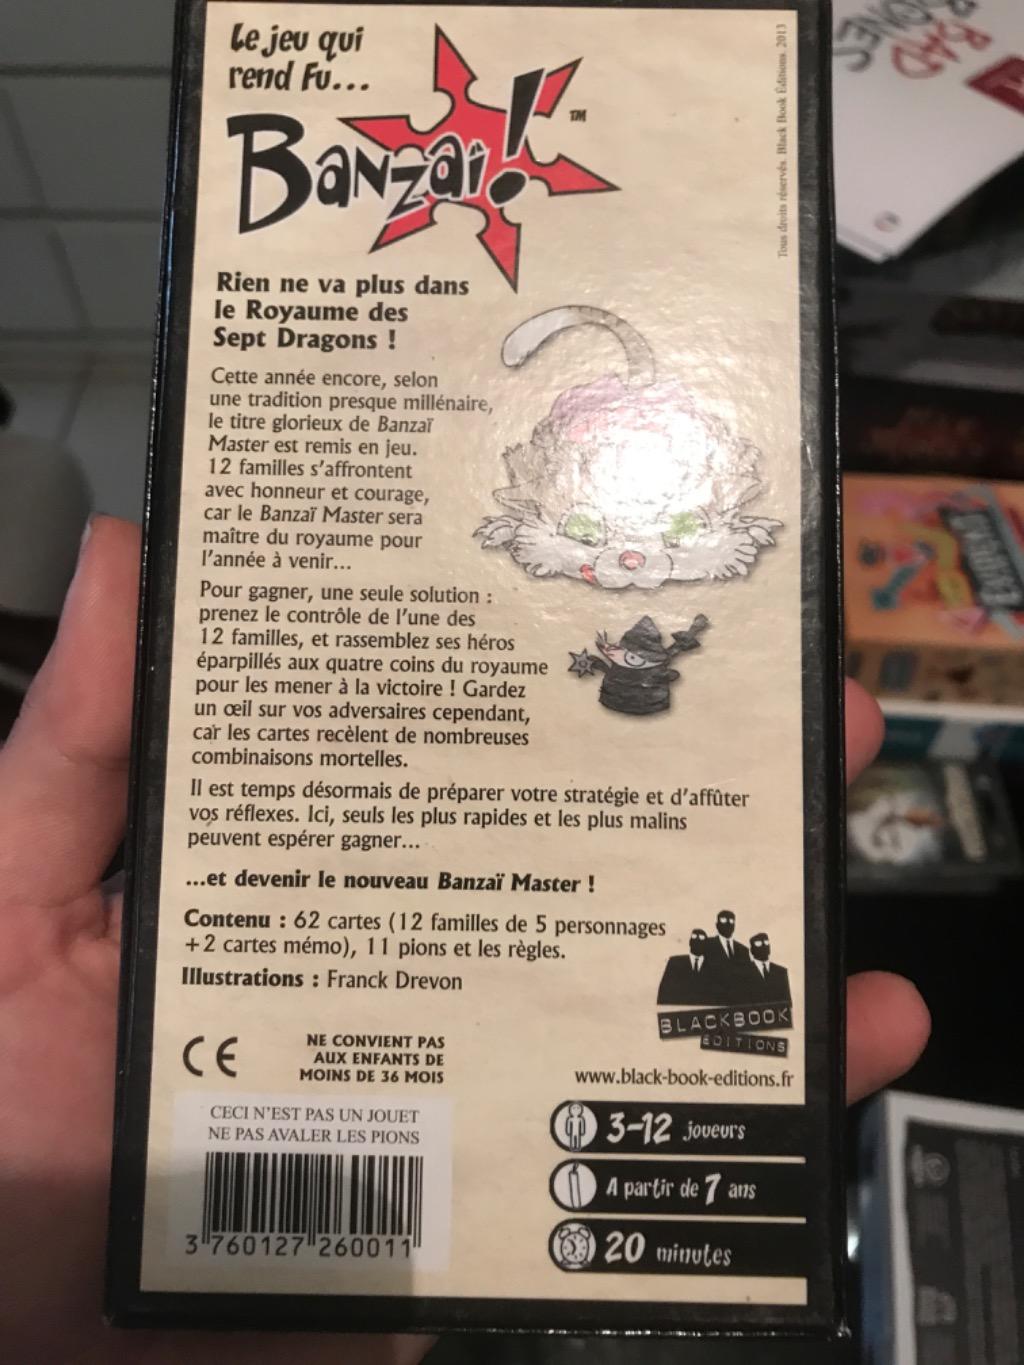 Le jeu qui
rend Fu...
Banzaï!
TM
Tous droits réservés. Black Book Éditions. 2013
Rien ne va plus dans
le Royaume des
Sept Dragons !
Cette année encore, selon
une tradition presque millénaire,
le titre glorieux de Banzaï
Master est remis en jeu.
12 familles s'affrontent
avec honneur et courage,
car le Banzaï Master sera
maître du royaume pour
l'année à venir...
Pour gagner, une seule solution :
prenez le contrôle de l'une des
12 familles, et rassemblez ses héros
éparpillés aux quatre coins du royaume
pour les mener à la victoire ! Gardez
un œil sur vos adversaires cependant,
car les cartes recèlent de nombreuses
combinaisons mortelles.
Il est temps désormais de préparer votre stratégie et d'affûter
vos réflexes. Ici, seuls les plus rapides et les plus malins
peuvent espérer gagner...
...et devenir le nouveau Banzaï Master !
Contenu : 62 cartes (12 familles de 5 personnages
+2 cartes mémo), 11 pions et les règles.
Illustrations : Franck Drevon
BLACKBOOK
EDITIONS
CE
NE CONVIENT PAS
AUX ENFANTS DE
MOINS DE 36 MOIS
www.black-book-editions.fr
CECI N'EST PAS UN JOUET
NE PAS AVALER LES PIONS
3 760127 260011
3-12 joueurs
A partir de 7 ans
20 minutes
BAD
BONES